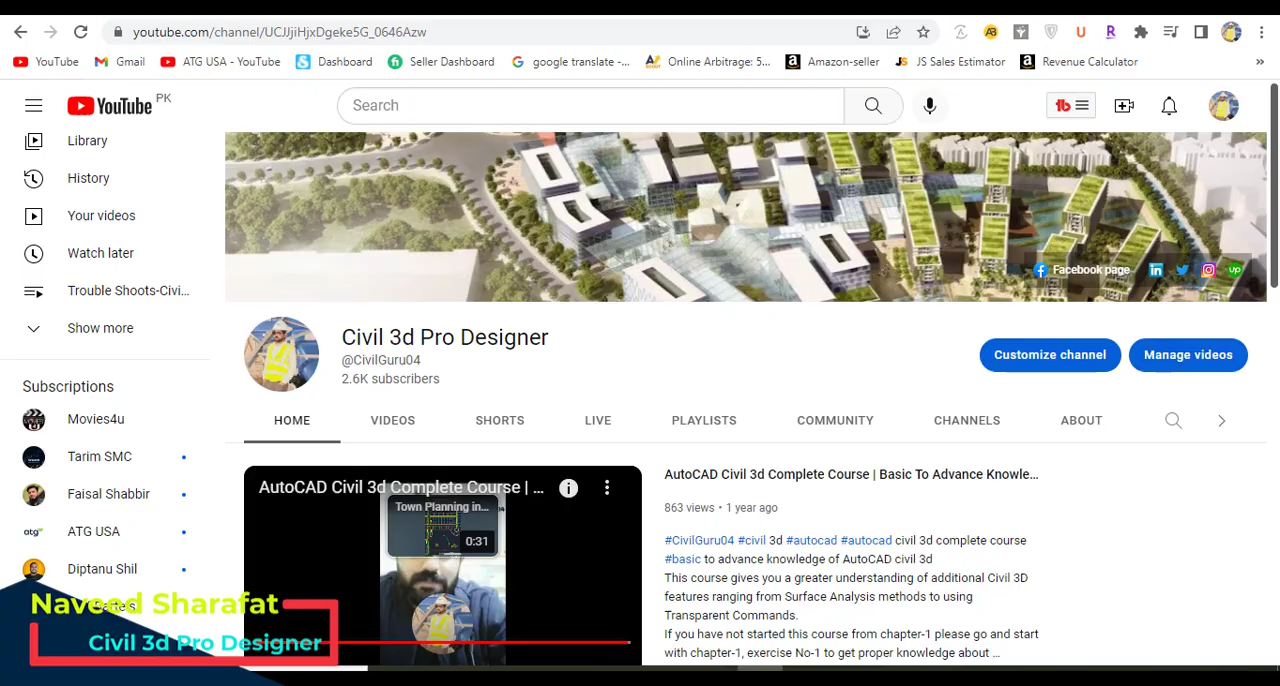 youtube.com/channel/UCJJjiHjxDgeke5G_0646Azw
YouTube
Gmail
ATG USA - YouTube
Dashboard
Seller Dashboard
google translate -...
Online Arbitrage: 5...
Amazon-seller
JS Sales Estimator
Revenue Calculator
»
YouTube PK
Search
Library
History
Your videos
Watch later
Trouble Shoots-Civi...
Show more
Subscriptions
Movies4u
Tarim SMC
Faisal Shabbir
ATG USA
Diptanu Shil
Facebook page
Civil 3d Pro Designer
@CivilGuru04
2.6K subscribers
Customize channel
Manage videos
HOME
VIDEOS
SHORTS
LIVE
PLAYLISTS
COMMUNITY
CHANNELS
ABOUT
AutoCAD Civil 3d Complete Course | ...
Town Planning in...
0:31
AutoCAD Civil 3d Complete Course | Basic To Advance Knowle...
863 views • 1 year ago
#CivilGuru04 #civil 3d #autocad #autocad civil 3d complete course
#basic to advance knowledge of AutoCAD civil 3d
This course gives you a greater understanding of additional Civil 3D
features ranging from Surface Analysis methods to using
Transparent Commands.
If you have not started this course from chapter-1 please go and start
with chapter-1, exercise No-1 to get proper knowledge about ...
Naveed Sharafat
Civil 3d Pro Designer